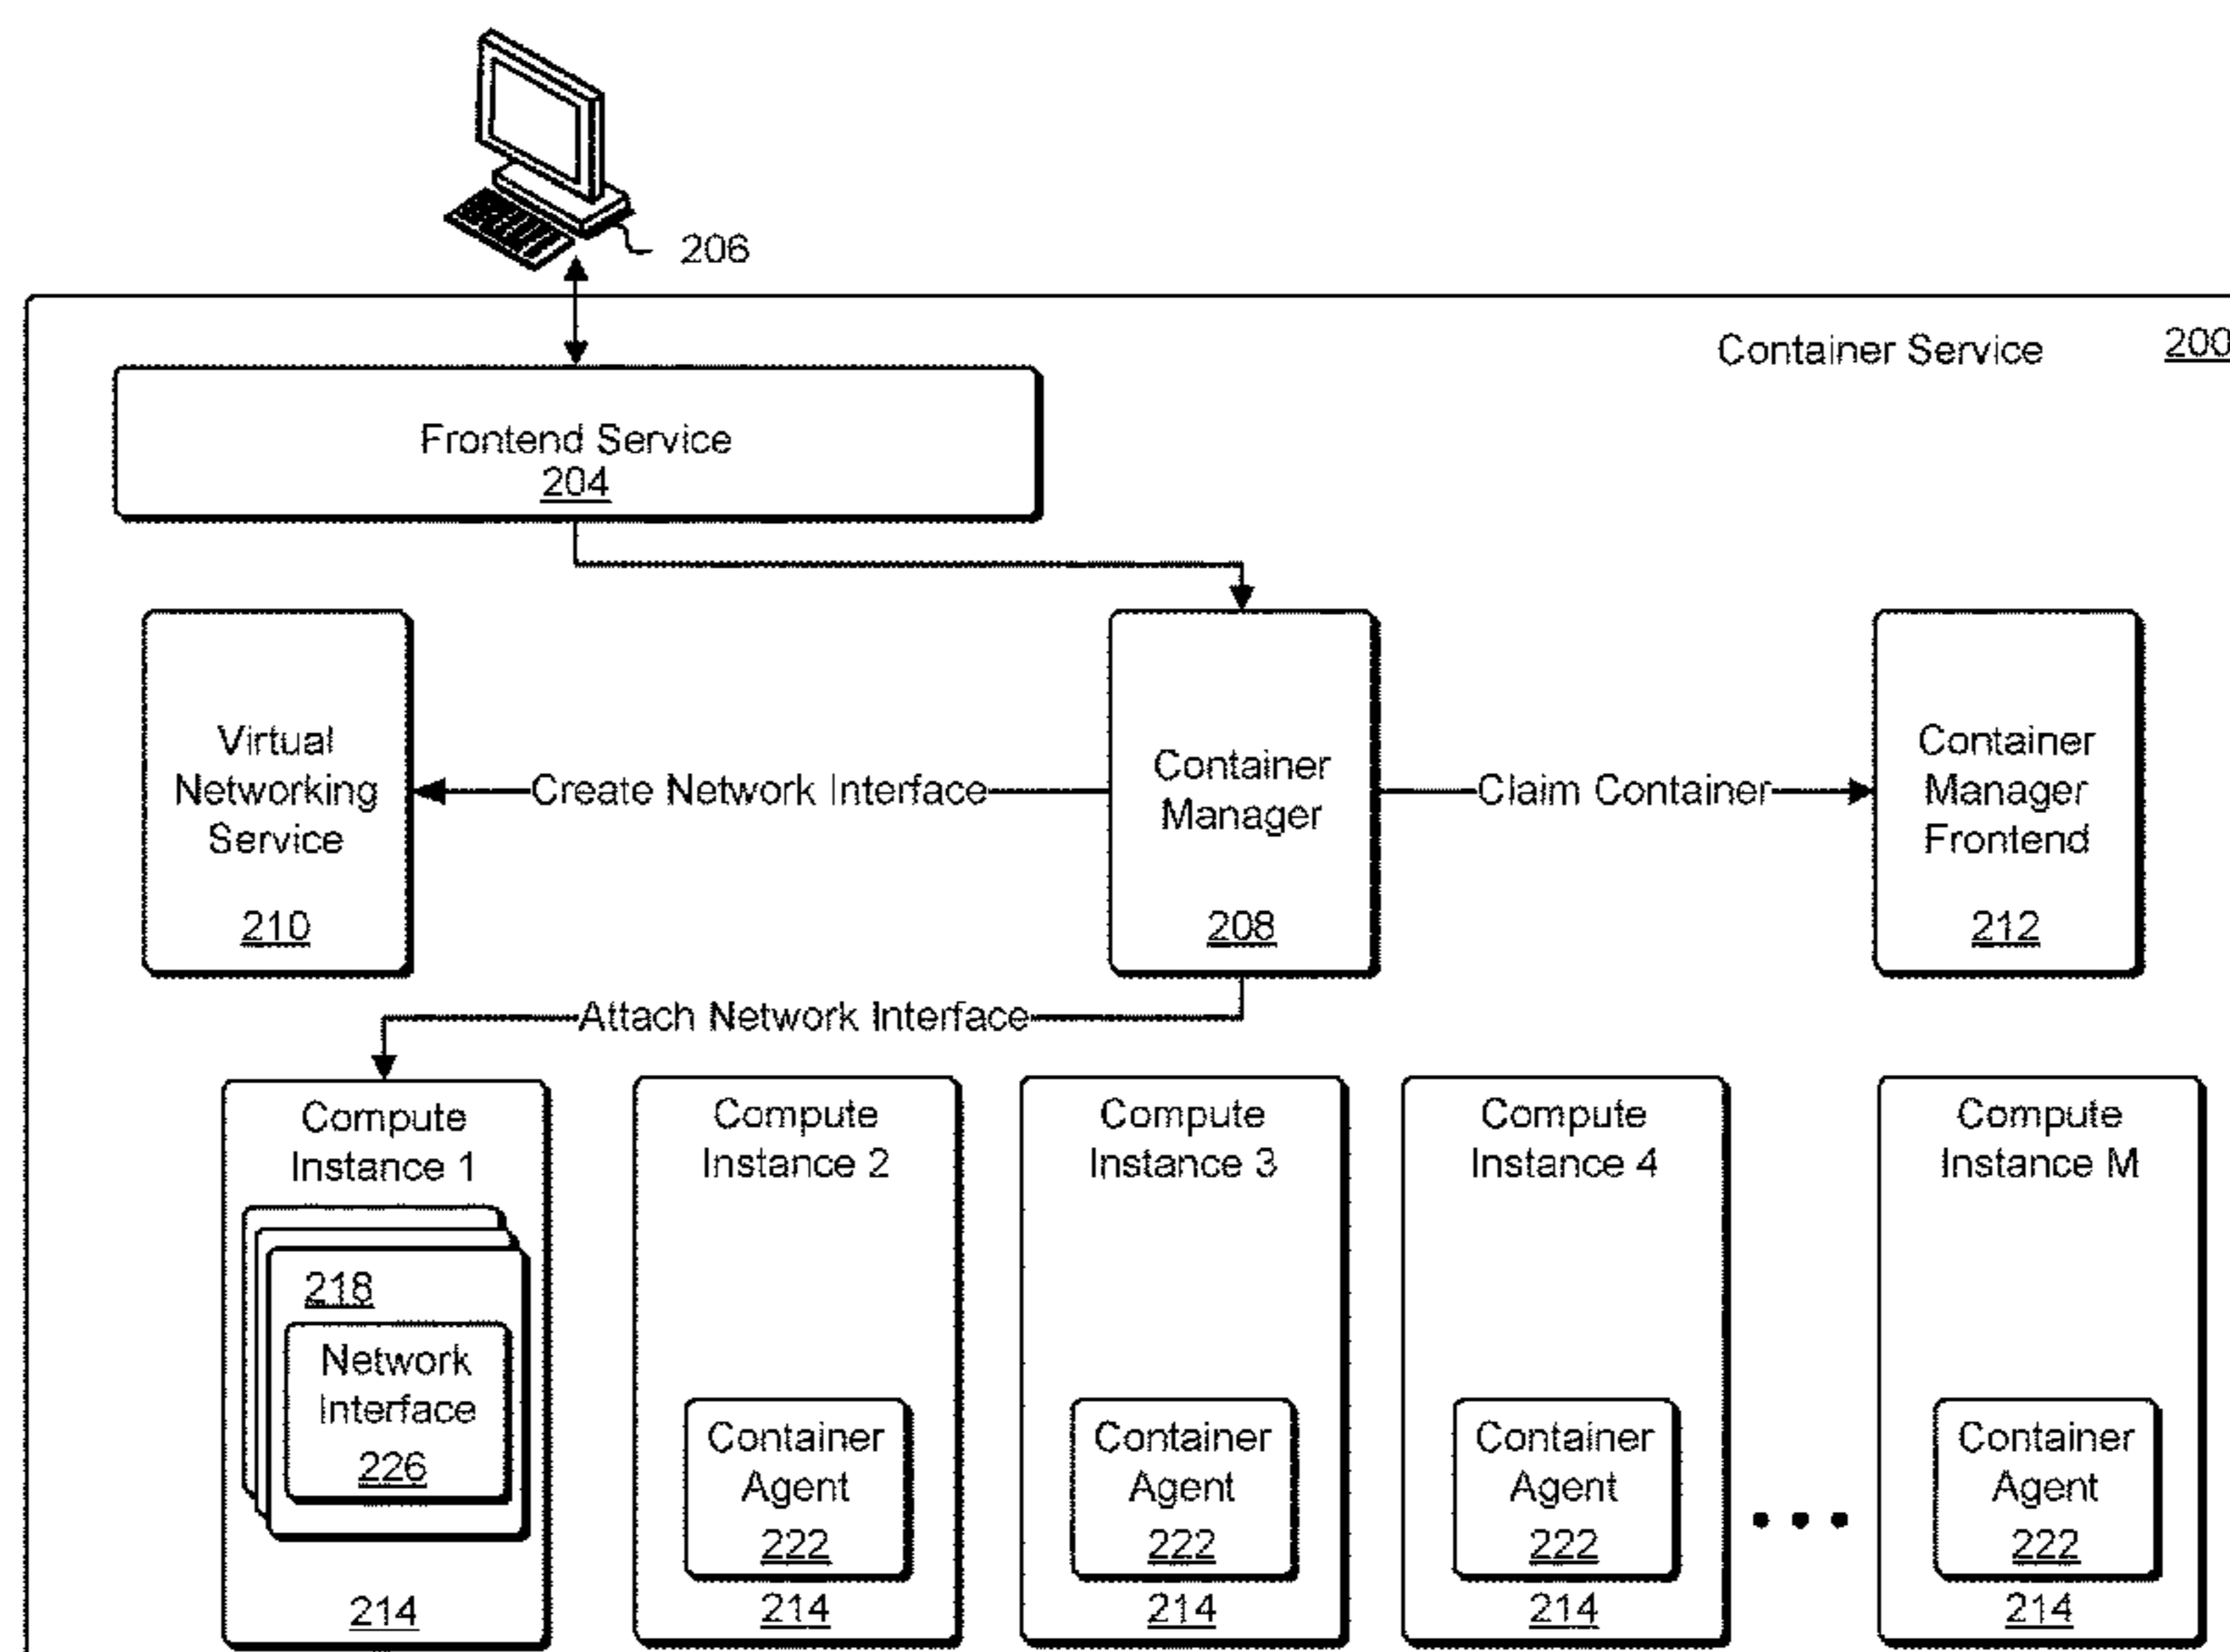 206
Container Service 200
Frontend Service
204
Virtual
Networking
Service
210
Create Network Interface
Container
Manager
208
Claim Container
Container
Manager
Frontend
212
Attach Network Interface
Compute
Instance 1
218
Network
Interface
226
214
Compute
Instance 2
Container
Agent
222
214
Compute
Instance 3
Container
Agent
222
214
Compute
Instance 4
Container
Agent
222
214
Compute
Instance M
Container
Agent
222
214